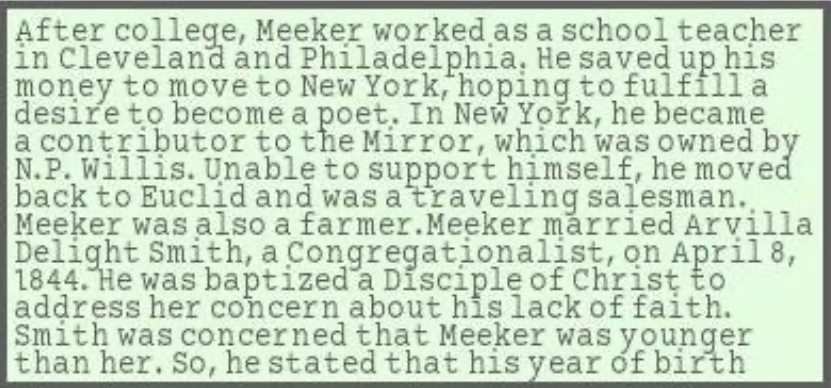 After college, Meeker worked as a school teacher
in Cleveland and Philadelphia. He saved up his
money to move to New York, hoping to fulfill a
desire to become a poet. In New York, he became
a contributor to the Mirror, which was owned by
N.P. Willis. Unable to support himself, he moved
back to Euclid and was a traveling salesman.
Meeker was also a farmer.Meeker married Arvilla
Delight Smith, a Congregationalist, on April 8,
1844. He was baptized a Disciple of Christ to
address her concern about his lack of faith.
Smith was concerned that Meeker was younger
than her. So, he stated that his year of birth